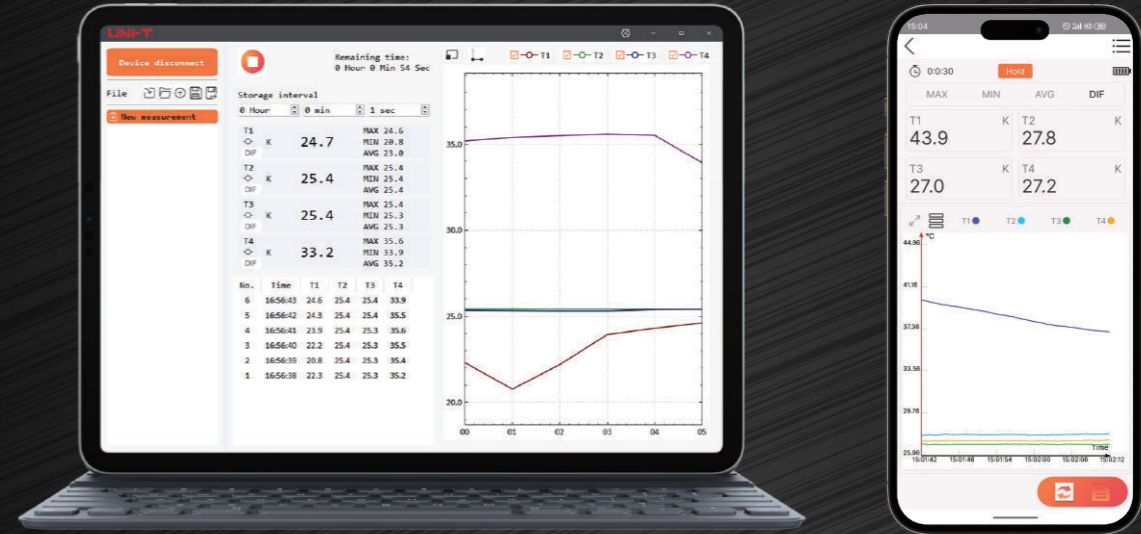 UNI-T
Device disconnect
Remaining time:
0 Hour 0 Min 54 Sec
File
New measurement
Storage interval
0 Hour 0 min 1 sec
T1 K 24.7 MAX 24.6
MIN 20.8
DIF AVG 23.0
T2 K 25.4 MAX 25.4
MIN 25.4
DIF AVG 25.4
T3 K 25.4 MAX 25.4
MIN 25.3
DIF AVG 25.3
T4 K 33.2 MAX 35.6
MIN 33.9
DIF AVG 35.2
No. Time T1 T2 T3 T4
6 16:56:43 24.6 25.4 25.4 33.9
5 16:56:42 24.3 25.4 25.4 35.5
4 16:56:41 23.9 25.4 25.3 35.6
3 16:56:40 22.2 25.4 25.3 35.5
2 16:56:39 20.8 25.4 25.3 35.4
1 16:56:38 22.3 25.4 25.3 35.2
T1 T2 T3 T4
35.0
30.0
25.0
20.0
00 01 02 03 04 05
15:04
HD
0:0:30 Hold
MAX MIN AVG DIF
T1 K T2 K
43.9 27.8
T3 K T4 K
27.0 27.2
T1 T2 T3 T4
°C
44.96
41.16
37.36
33.56
29.76
25.96
Time
15:01:42 15:01:48 15:01:54 15:02:00 15:02:06 15:02:12